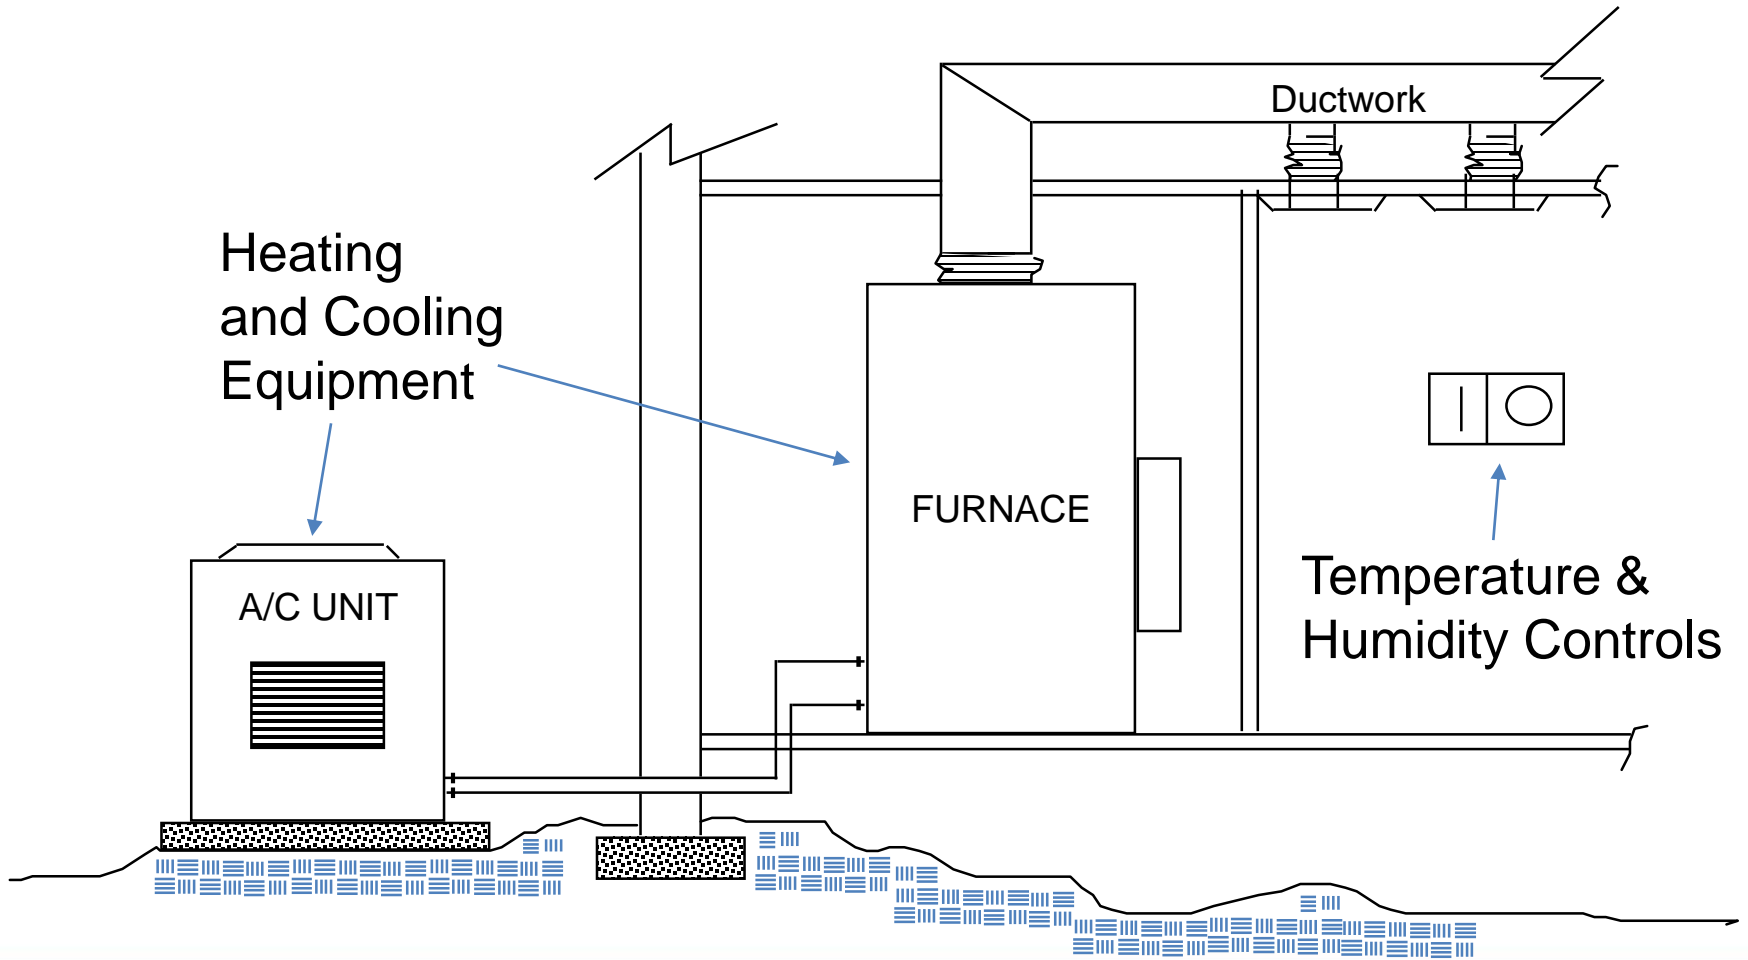 Ductwork
Heating
and Cooling
Equipment
FURNACE
A/C UNIT
Temperature &
Humidity Controls